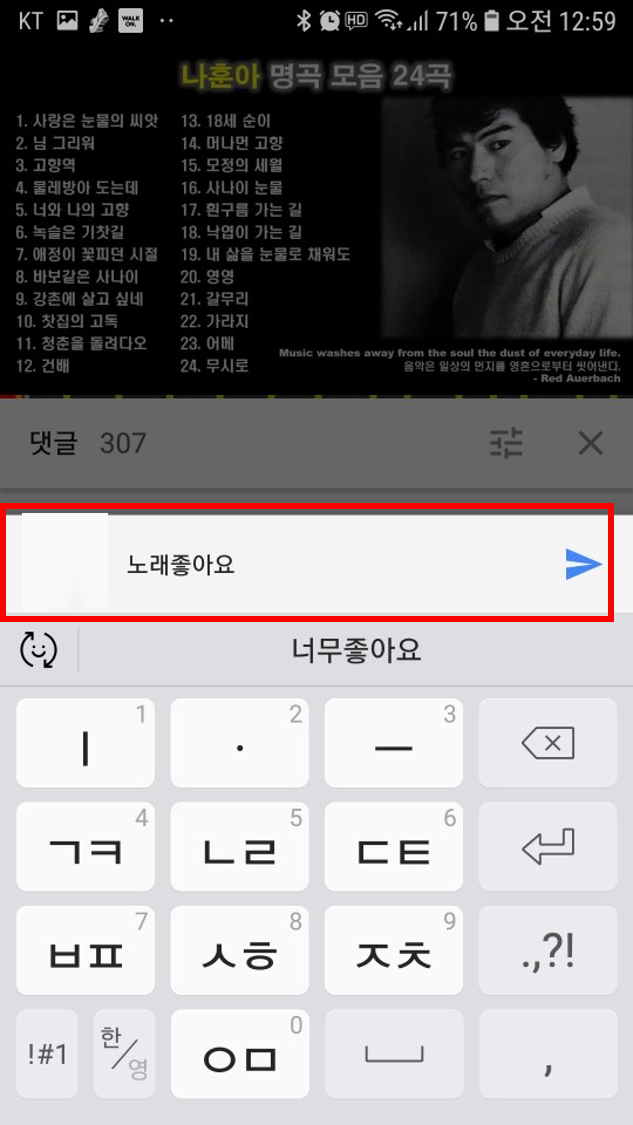 KT WALK ON. HD 71% 오전 12:59
나훈아 명곡 모음 24곡
1. 사랑은 눈물의 씨앗
2. 님 그리워
3. 고향역
4. 물레방아 도는데
5. 너와 나의 고향
6. 녹슬은 기찻길
7. 애정이 꽃피던 시절
8. 바보같은 사나이
9. 강촌에 살고 싶네
10. 찻집의 고독
11. 청춘을 돌려다오
12. 건배
13. 18세 순이
14. 머나먼 고향
15. 모정의 세월
16. 사나이 눈물
17. 흰구름 가는 길
18. 낙엽이 가는 길
19. 내 삶을 눈물로 채워도
20. 영영
21. 갈무리
22. 가라지
23. 어메
24. 무시로
Music washes away from the soul the dust of everyday life.
음악은 일상의 먼지를 영혼으로부터 씻어낸다.
- Red Auerbach
댓글 307
노래좋아요
너무좋아요
1 ㅣ 2 · 3 ㅡ
4 ㄱㅋ 5 ㄴㄹ 6 ㄷㅌ
7 ㅂㅍ 8 ㅅㅎ 9 ㅈㅊ .,?!
!#1 한/영 0 ㅇㅁ ,